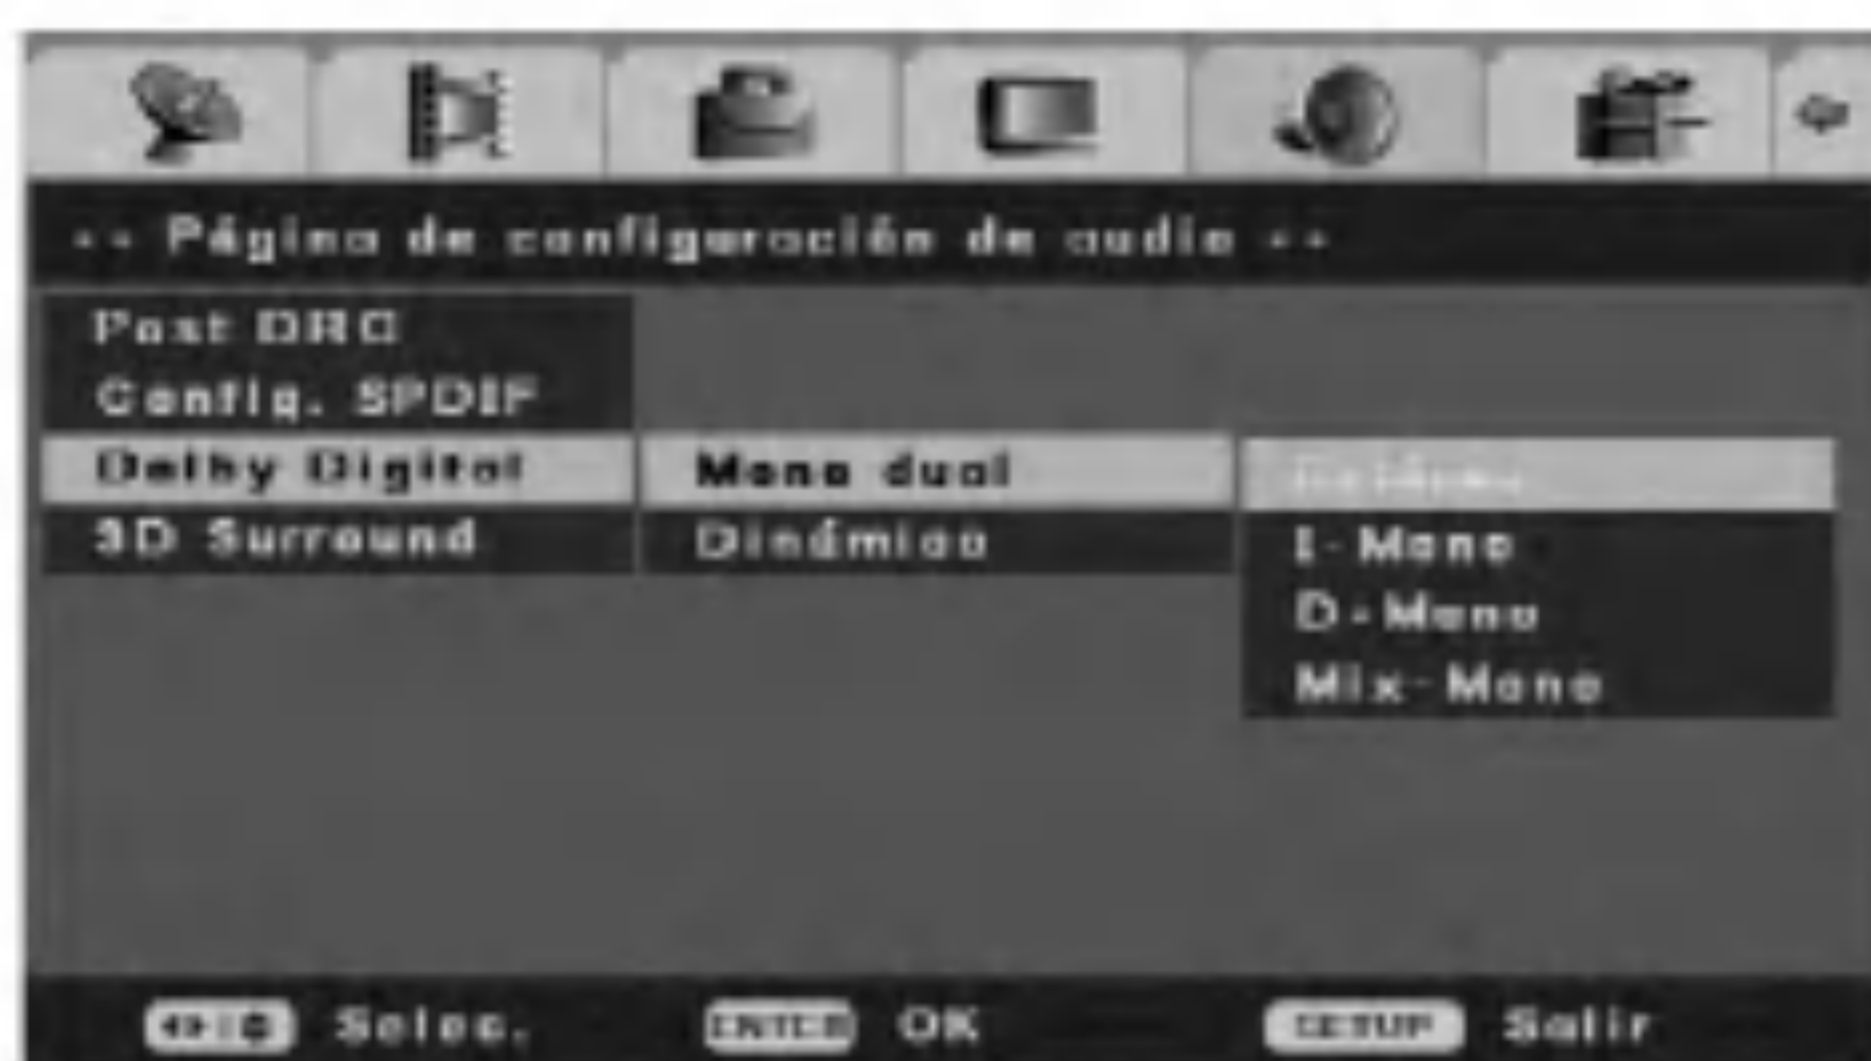 -- Página de configuración de audio --
Post DRC
Config. SPDIF
Dolby Digital
Mono dual
3D Surround
Dinámico
I-Mono
D-Mono
Mix-Mono
Selec.
ENTER OK
SETUP Salir